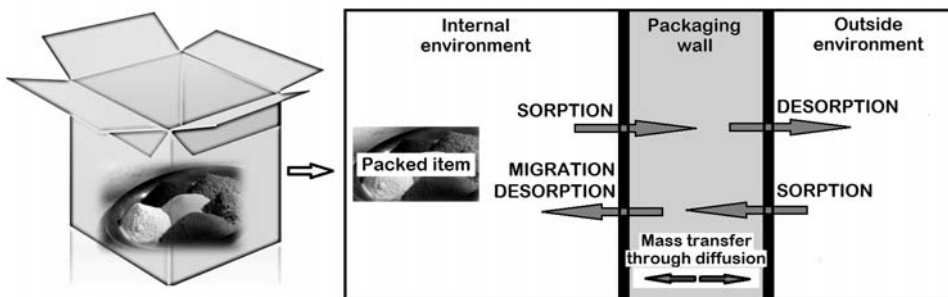 Internal
environment
Packaging
wall
Outside
environment
SORPTION
DESORPTION
Packed item
MIGRATION
DESORPTION
SORPTION
Mass transfer
through diffusion